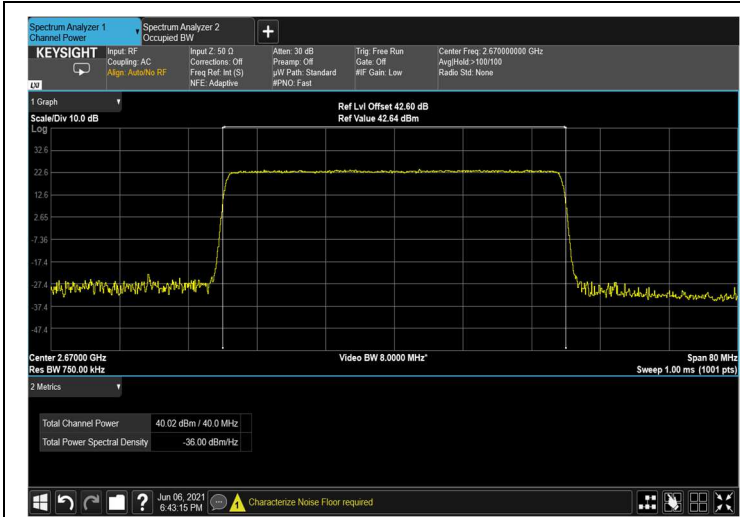 Spectrum Analyzer 1
Channel Power
Spectrum Analyzer 2
Occupied BW
KEYSIGHT
LXI
Input: RF
Coupling: AC
Align: Auto/No RF
Input Z: 50 Ω
Corrections: Off
Freq Ref: Int (S)
NFE: Adaptive
Atten: 30 dB
Preamp: Off
µW Path: Standard
#PNO: Fast
Trig: Free Run
Gate: Off
#IF Gain: Low
Center Freq: 2.670000000 GHz
Avg|Hold:>100/100
Radio Std: None
1 Graph
Scale/Div 10.0 dB
Ref Lvl Offset 42.60 dB
Ref Value 42.64 dBm
Log
32.6
22.6
12.6
2.65
-7.36
-17.4
-27.4
-37.4
-47.4
Center 2.67000 GHz
Res BW 750.00 kHz
Video BW 8.0000 MHz*
Span 80 MHz
Sweep 1.00 ms (1001 pts)
2 Metrics
Total Channel Power 40.02 dBm / 40.0 MHz
Total Power Spectral Density -36.00 dBm/Hz
?
Jun 06, 2021
6:43:15 PM
1
Characterize Noise Floor required